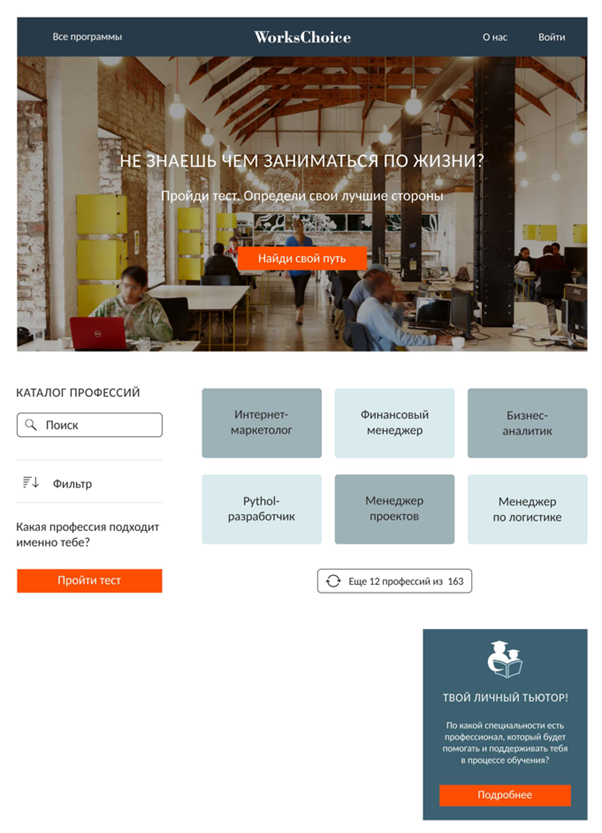 Все программы
WorksChoice
О нас
Войти
НЕ ЗНАЕШЬ ЧЕМ ЗАНИМАТЬСЯ ПО ЖИЗНИ?
Пройди тест. Определи свои лучшие стороны
Найди свой путь
КАТАЛОГ ПРОФЕССИЙ
Поиск
Фильтр
Какая профессия подходит
именно тебе?
Пройти тест
Интернет-
маркетолог
Финансовый
менеджер
Бизнес-
аналитик
Pythol-
разработчик
Менеджер
проектов
Менеджер
по логистике
Еще 12 профессий из 163
ТВОЙ ЛИЧНЫЙ ТЬЮТОР!
По какой специальности есть
профессионал, который будет
помогать и поддерживать тебя
в процессе обучения?
Подробнее